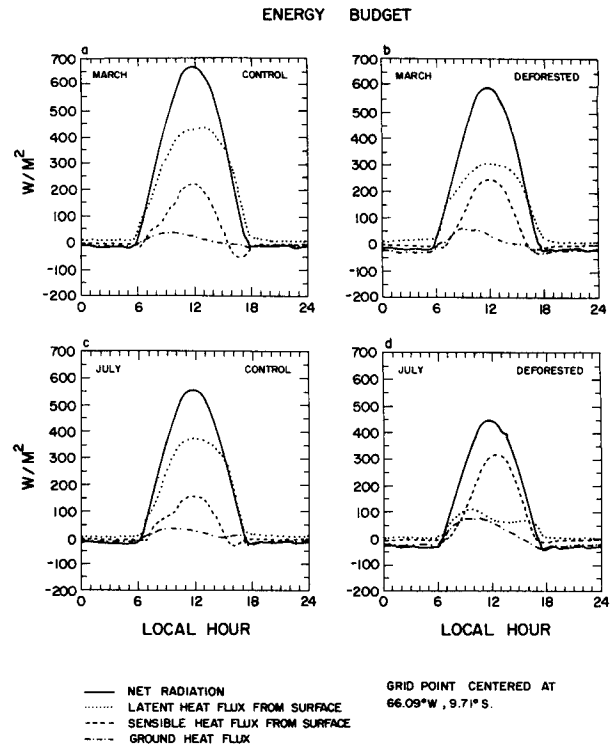 ENERGY BUDGET
a
MARCH CONTROL
b
MARCH DEFORESTED
W/M²
700
600
500
400
300
200
100
0
-100
-200
0 6 12 18 24
700
600
500
400
300
200
100
0
-100
-200
0 6 12 18 24
c
JULY CONTROL
d
JULY DEFORESTED
W/M²
700
600
500
400
300
200
100
0
-100
-200
0 6 12 18 24
700
600
500
400
300
200
100
0
-100
-200
0 6 12 18 24
LOCAL HOUR
LOCAL HOUR
NET RADIATION
LATENT HEAT FLUX FROM SURFACE
SENSIBLE HEAT FLUX FROM SURFACE
GROUND HEAT FLUX
GRID POINT CENTERED AT
66.09°W, 9.71°S.